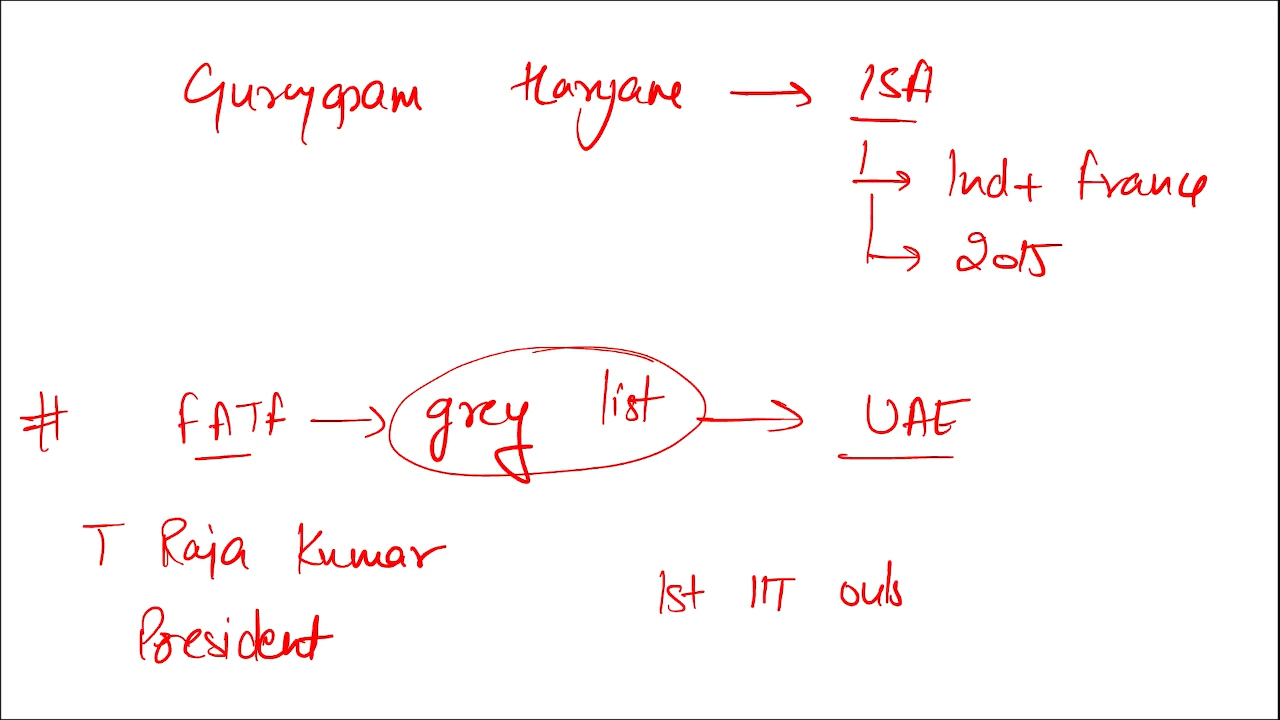 Gurugram Haryana → ISA
→ Ind + France
→ 2015
# FATF → grey list → UAE
T Raja Kumar
President
1st IIT outs